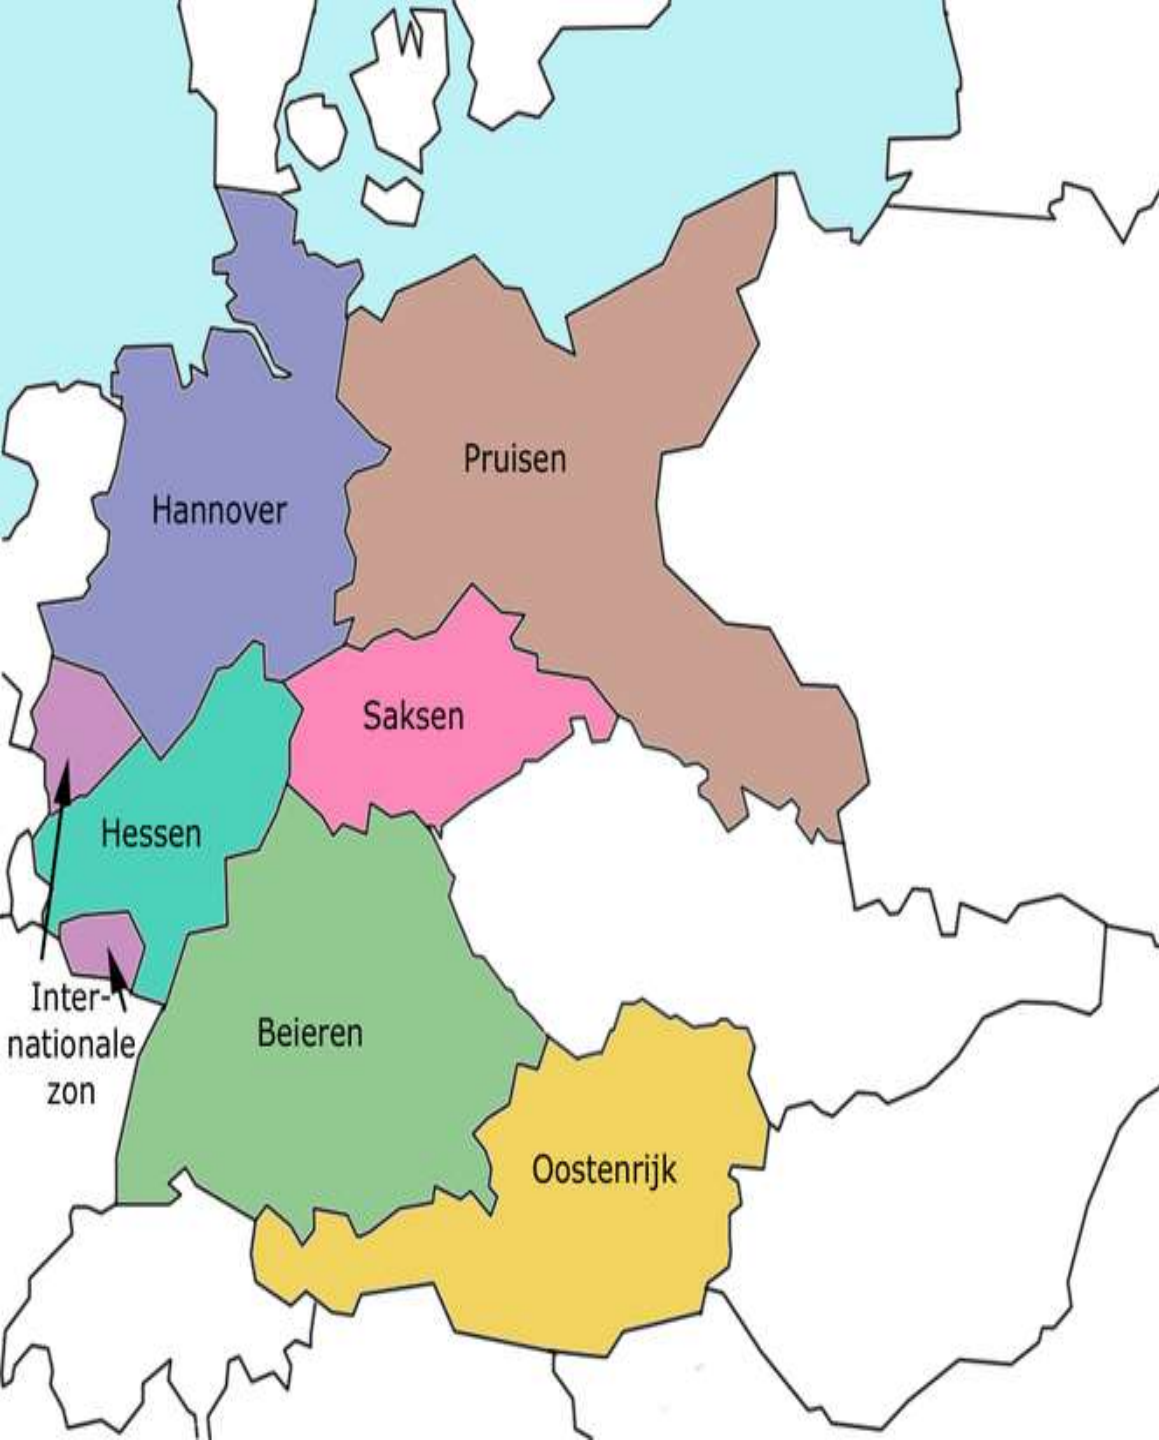 Pruisen
Hannover
Saksen
Hessen
Inter-
nationale
zon
Beieren
Oostenrijk